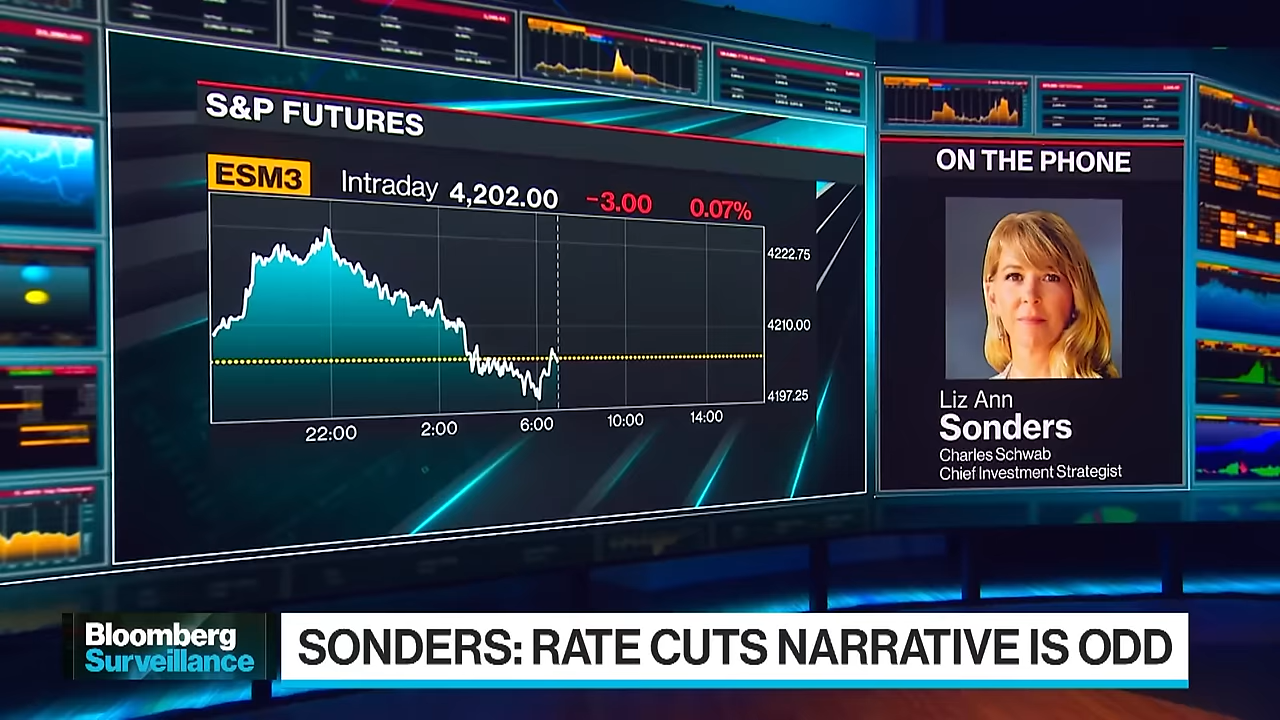 S&P FUTURES
ESM3 Intraday 4,202.00 −3.00 0.07%
4222.75
4210.00
4197.25
22:00 2:00 6:00 10:00 14:00
ON THE PHONE
Liz Ann
Sonders
Charles Schwab
Chief Investment Strategist
Bloomberg
Surveillance
SONDERS: RATE CUTS NARRATIVE IS ODD